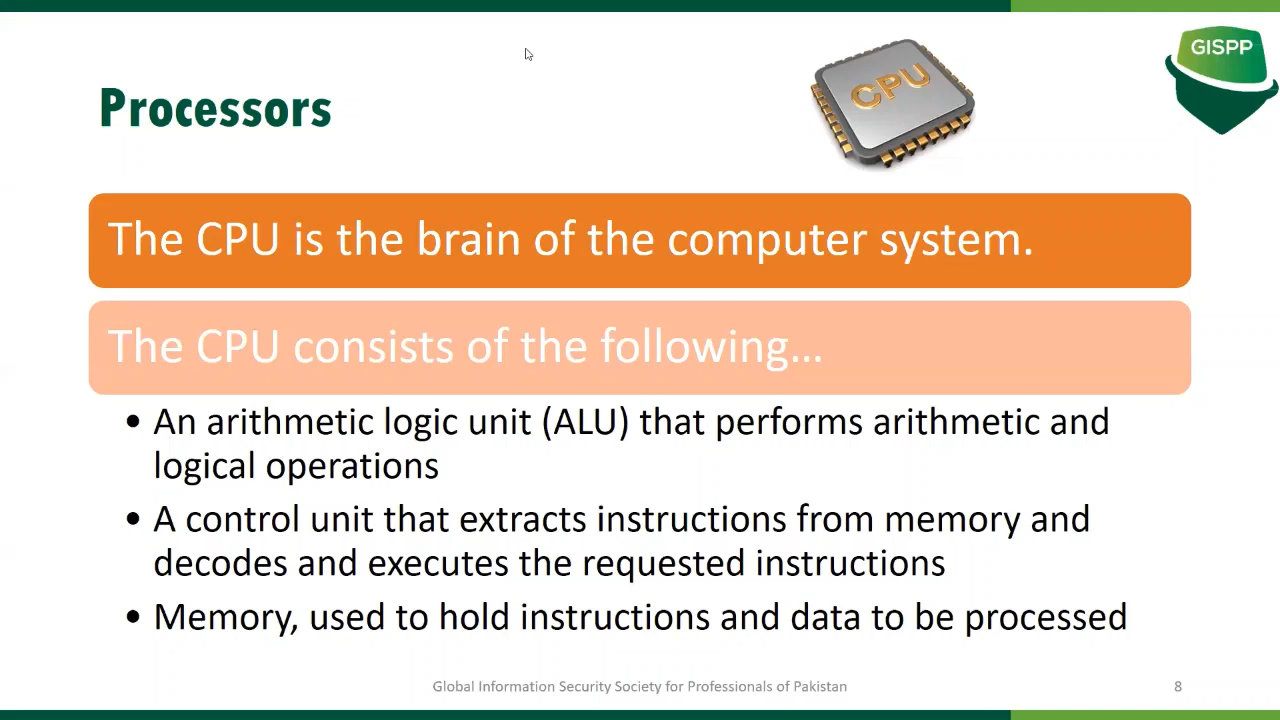 GISPP
CPU
Processors
The CPU is the brain of the computer system.
The CPU consists of the following...
• An arithmetic logic unit (ALU) that performs arithmetic and
logical operations
• A control unit that extracts instructions from memory and
decodes and executes the requested instructions
• Memory, used to hold instructions and data to be processed
Global Information Security Society for Professionals of Pakistan
8